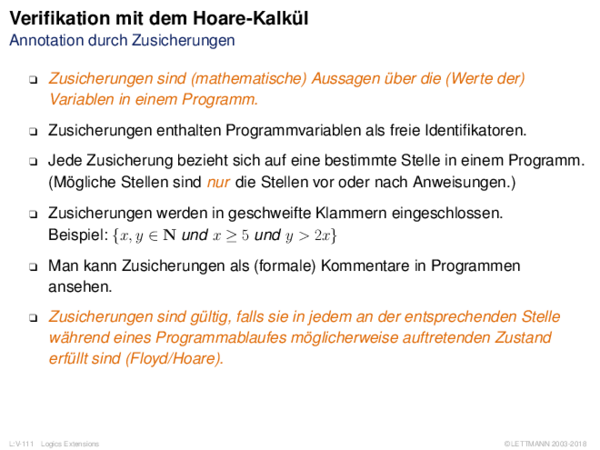 Verifikation mit dem Hoare-Kalkül
Annotation durch Zusicherungen
❑ Zusicherungen sind (mathematische) Aussagen über die (Werte der)
Variablen in einem Programm.
❑ Zusicherungen enthalten Programmvariablen als freie Identifikatoren.
❑ Jede Zusicherung bezieht sich auf eine bestimmte Stelle in einem Programm.
(Mögliche Stellen sind nur die Stellen vor oder nach Anweisungen.)
❑ Zusicherungen werden in geschweifte Klammern eingeschlossen.
Beispiel: {x, y ∈ N und x ≥ 5 und y > 2x}
❑ Man kann Zusicherungen als (formale) Kommentare in Programmen
ansehen.
❑ Zusicherungen sind gültig, falls sie in jedem an der entsprechenden Stelle
während eines Programmablaufes möglicherweise auftretenden Zustand
erfüllt sind (Floyd/Hoare).
L:V-111 Logics Extensions ©LETTMANN 2003-2018